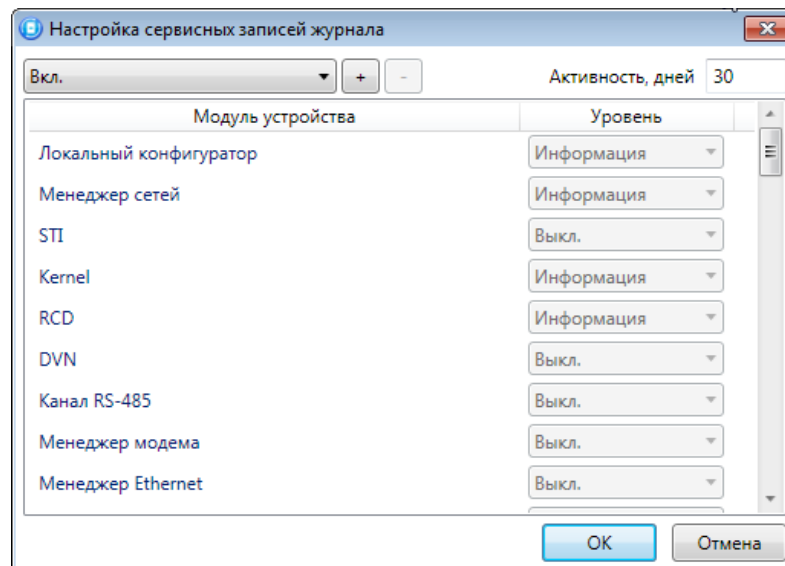 Настройка сервисных записей журнала
Вкл. + - Активность, дней 30
Модуль устройства Уровень
Локальный конфигуратор Информация
Менеджер сетей Информация
STI Выкл.
Kernel Информация
RCD Информация
DVN Выкл.
Канал RS-485 Выкл.
Менеджер модема Выкл.
Менеджер Ethernet Выкл.
OK Отмена